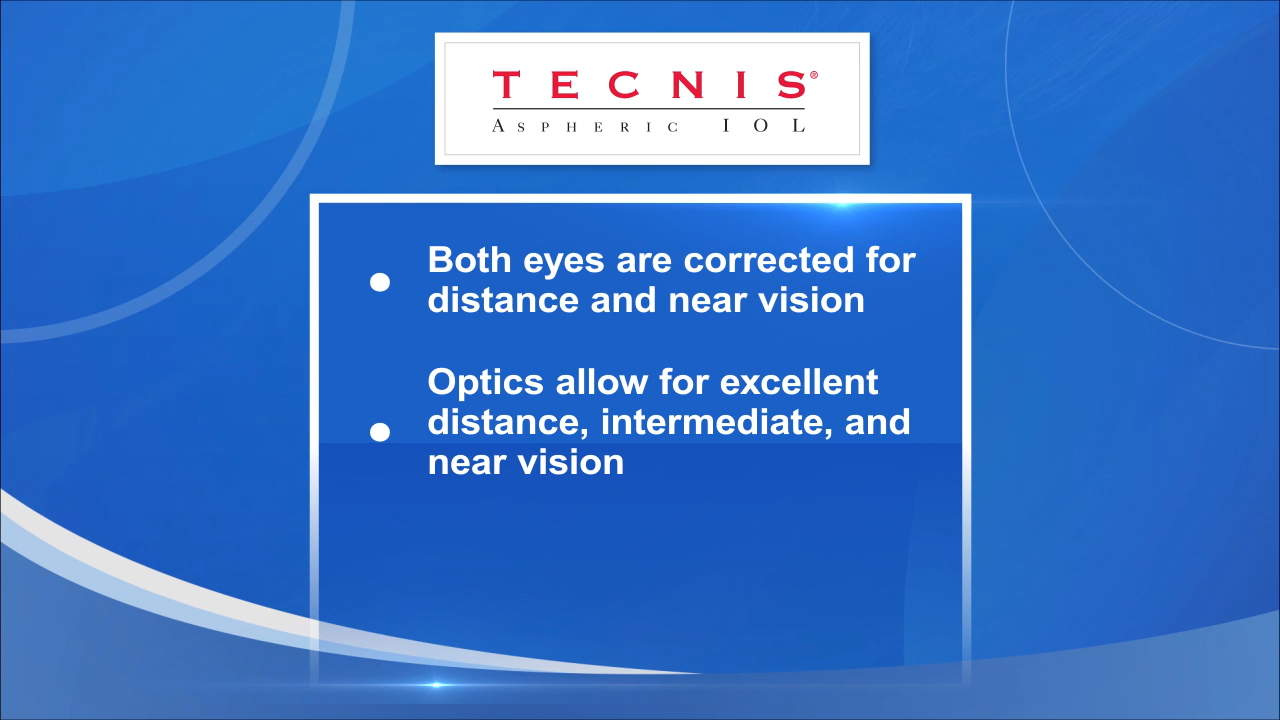 TECNIS®
ASPHERIC IOL
Both eyes are corrected for
distance and near vision
Optics allow for excellent
distance, intermediate, and
near vision